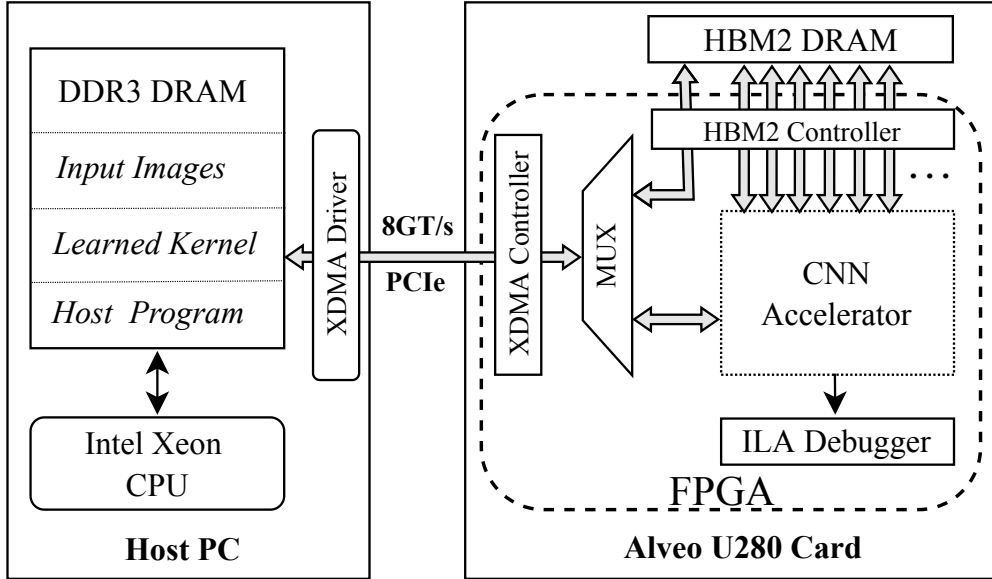 DDR3 DRAM
Input Images
Learned Kernel
Host Program
Intel Xeon
CPU
Host PC
XDMA Driver
8GT/s
PCIe
XDMA Controller
MUX
HBM2 DRAM
HBM2 Controller
...
CNN
Accelerator
ILA Debugger
FPGA
Alveo U280 Card